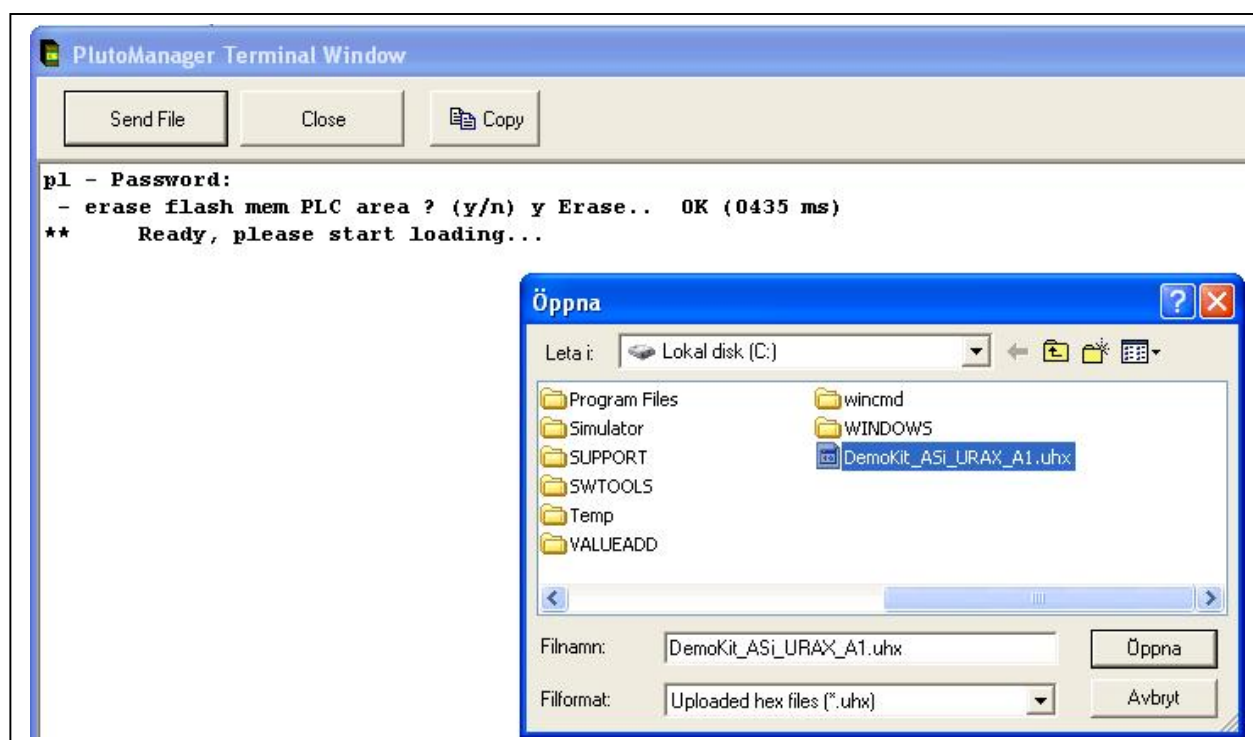 PlutoManager Terminal Window
Send File Close Copy
pl - Password:
- erase flash mem PLC area ? (y/n) y Erase.. OK (0435 ms)
** Ready, please start loading...
Öppna
Leta i: Lokal disk (C:)
Program Files
Simulator
SUPPORT
SWTOOLS
Temp
VALUEADD
wincmd
WINDOWS
DemoKit_ASi_URAX_A1.uhx
Filnamn: DemoKit_ASi_URAX_A1.uhx Öppna
Filformat: Uploaded hex files (*.uhx) Avbryt